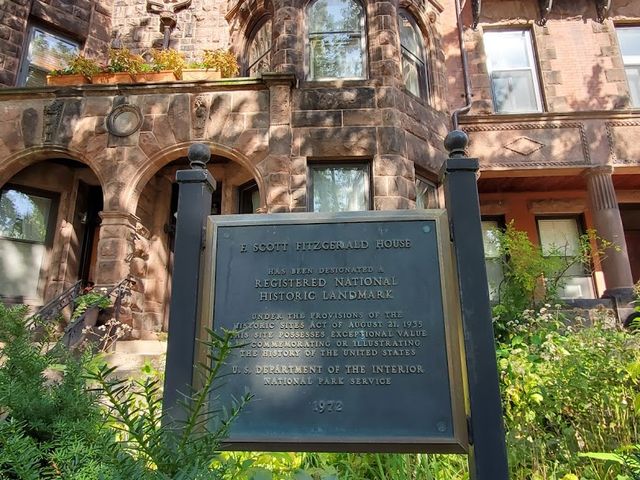 F. SCOTT FITZGERALD HOUSE
HAS BEEN DESIGNATED A
REGISTERED NATIONAL
HISTORIC LANDMARK
UNDER THE PROVISIONS OF THE
HISTORIC SITES ACT OF AUGUST 21, 1935
THIS SITE POSSESSES EXCEPTIONAL VALUE
IN COMMEMORATING OR ILLUSTRATING
THE HISTORY OF THE UNITED STATES
U. S. DEPARTMENT OF THE INTERIOR
NATIONAL PARK SERVICE
1972